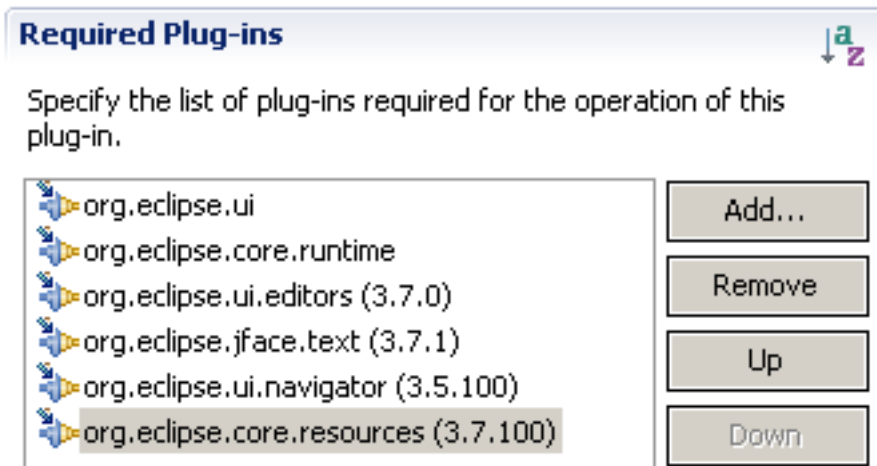 Required Plug-ins
a
z
Specify the list of plug-ins required for the operation of this
plug-in.
org.eclipse.ui
org.eclipse.core.runtime
org.eclipse.ui.editors (3.7.0)
org.eclipse.jface.text (3.7.1)
org.eclipse.ui.navigator (3.5.100)
org.eclipse.core.resources (3.7.100)
Add...
Remove
Up
Down